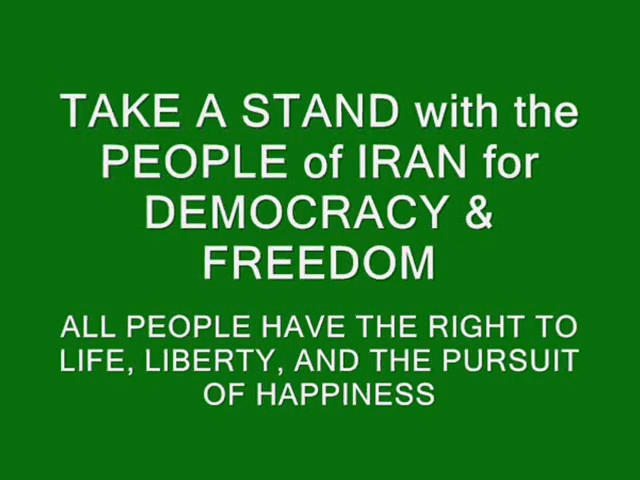 TAKE A STAND with the
PEOPLE of IRAN for
DEMOCRACY &
FREEDOM
ALL PEOPLE HAVE THE RIGHT TO
LIFE, LIBERTY, AND THE PURSUIT
OF HAPPINESS